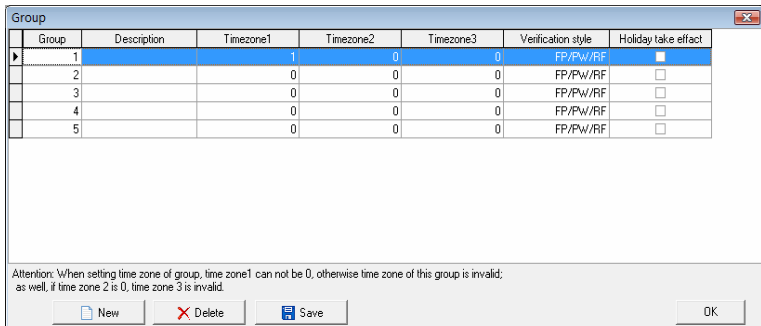 Group
Group Description Timezone1 Timezone2 Timezone3 Verification style Holiday take effact
1 1 0 0 FP/PW/RF
2 0 0 0 FP/PW/RF
3 0 0 0 FP/PW/RF
4 0 0 0 FP/PW/RF
5 0 0 0 FP/PW/RF
Attention: When setting time zone of group, time zone1 can not be 0, otherwise time zone of this group is invalid;
as well, if time zone 2 is 0, time zone 3 is invalid.
New Delete Save OK